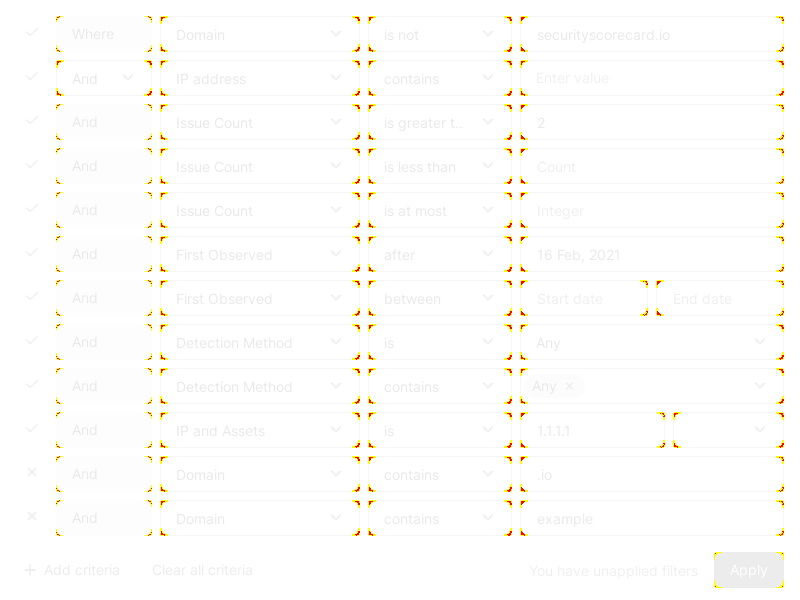 Where Domain is not securityscorecard.io
And IP address contains Enter value
And Issue Count is greater t.. 2
And Issue Count is less than Count
And Issue Count is at most Integer
And First Observed after 16 Feb, 2021
And First Observed between Start date End date
And Detection Method is Any
And Detection Method contains Any
And IP and Assets is 1.1.1.1
And Domain contains .io
And Domain contains example
Add criteria Clear all criteria You have unapplied filters Apply